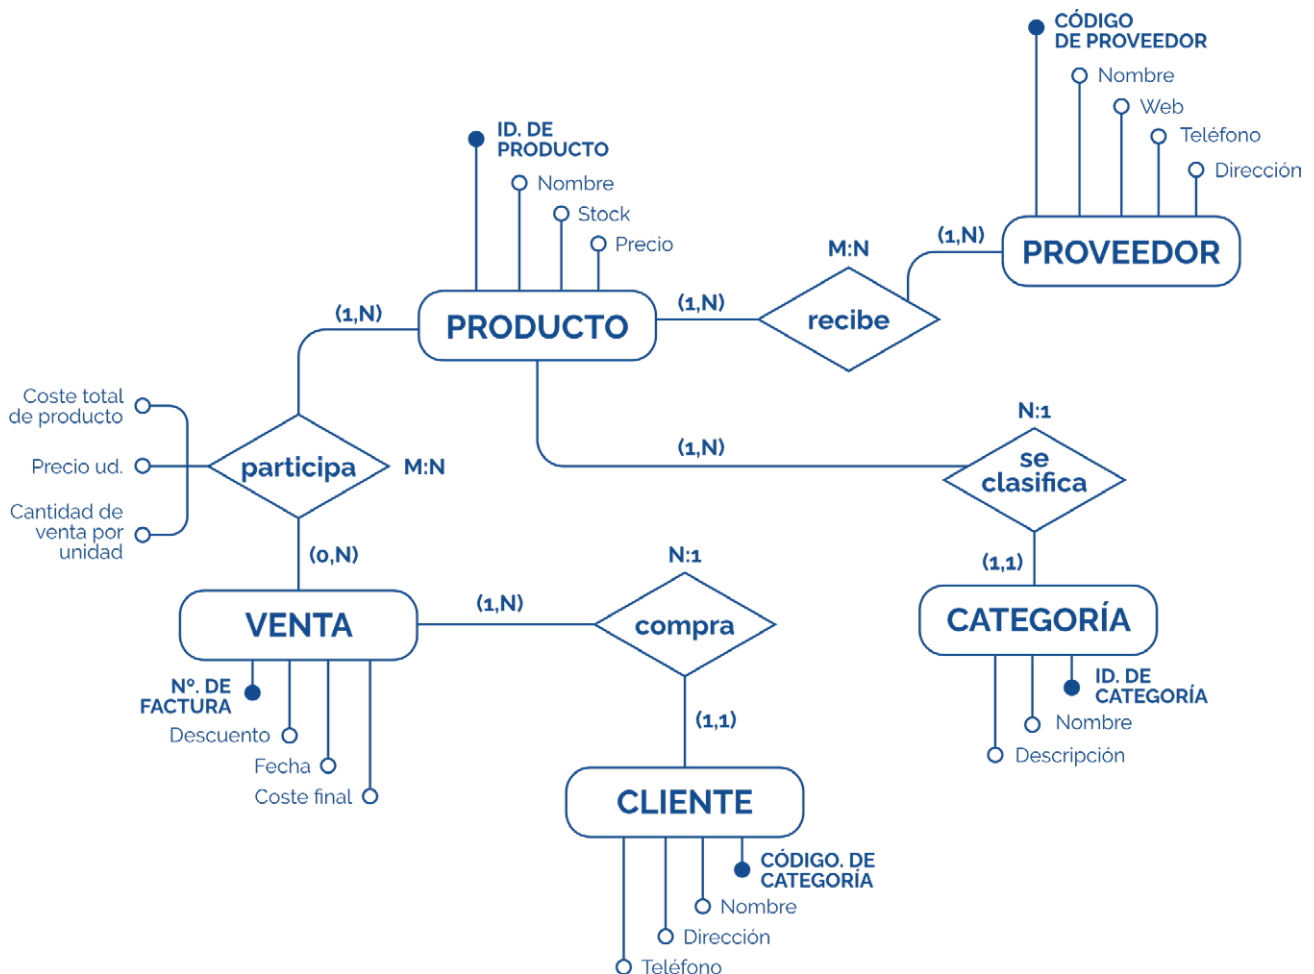 CÓDIGO
DE PROVEEDOR
Nombre
Web
Teléfono
Dirección
PROVEEDOR
ID. DE
PRODUCTO
Nombre
Stock
Precio
M:N
(1,N)
(1,N)
(1,N)
PRODUCTO
recibe
Coste total
de producto
Precio ud.
Cantidad de
venta por
unidad
participa
M:N
(1,N)
N:1
se
clasifica
(0,N)
N:1
(1,1)
VENTA
(1,N)
compra
CATEGORÍA
Nº. DE
FACTURA
Descuento
Fecha
Coste final
(1,1)
ID. DE
CATEGORÍA
Nombre
Descripción
CLIENTE
CÓDIGO. DE
CATEGORÍA
Nombre
Dirección
Teléfono